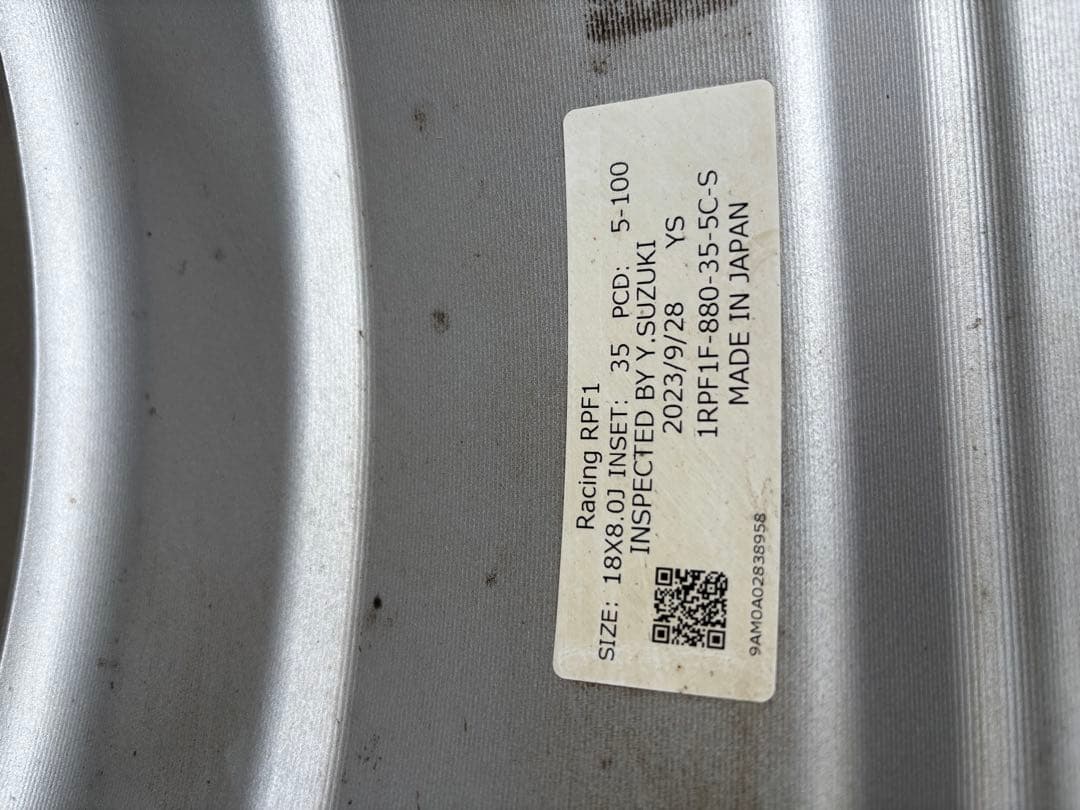 Racing RPF1
SIZE: 18X8.0J INSET: 35 PCD: 5-100
INSPECTED BY Y.SUZUKI
2023/9/28 YS
1RPF1F-880-35-5C-S
MADE IN JAPAN
9AM0A02838958